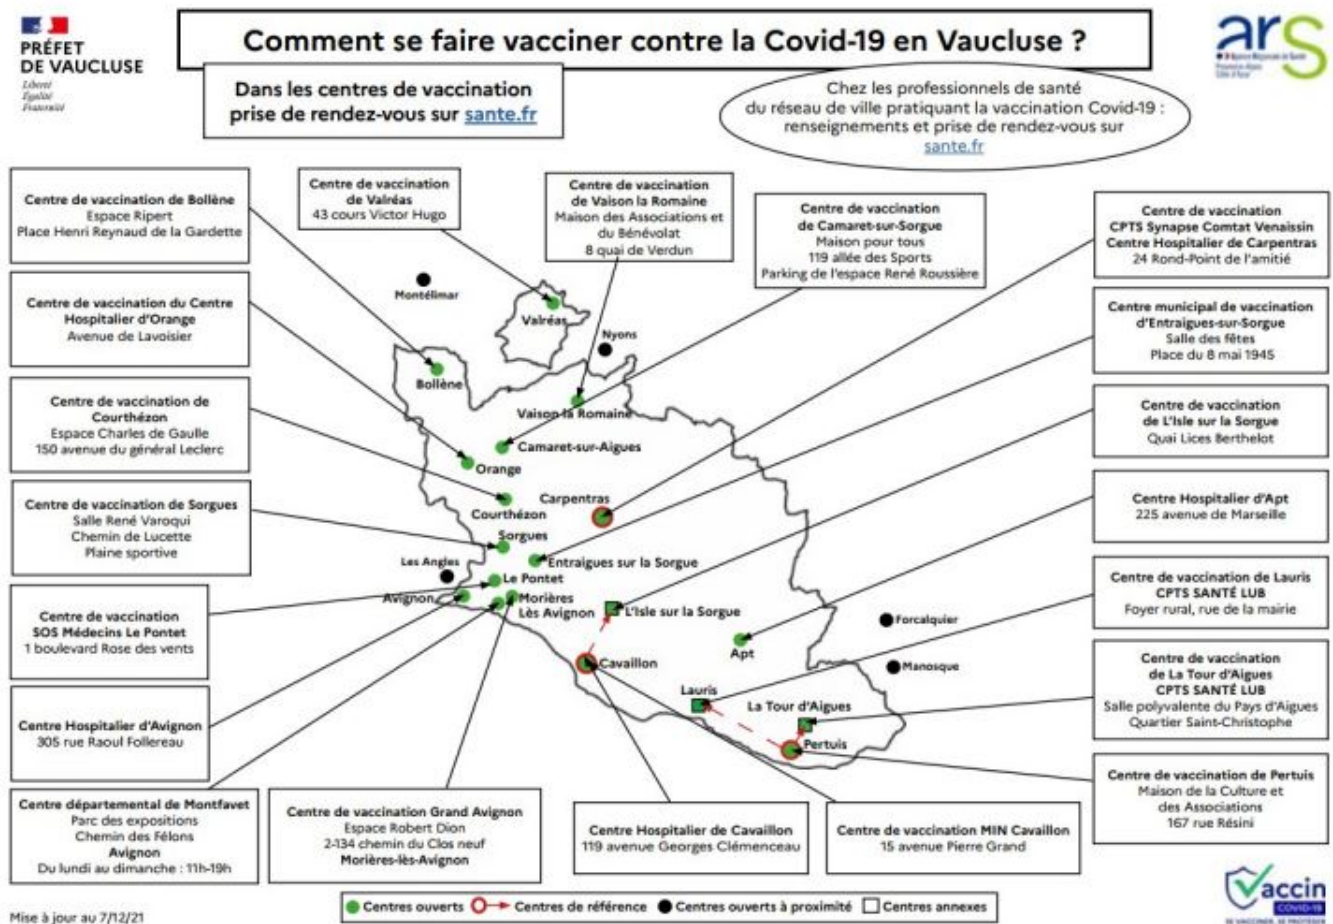 PRÉFET
DE VAUCLUSE
Liberté
Égalité
Fraternité
Comment se faire vacciner contre la Covid-19 en Vaucluse ?
ars
Agence Régionale de Santé
Provence-Alpes
Côte d'Azur
Dans les centres de vaccination
prise de rendez-vous sur sante.fr
Chez les professionnels de santé
du réseau de ville pratiquant la vaccination Covid-19 :
renseignements et prise de rendez-vous sur
sante.fr
Centre de vaccination de Bollène
Espace Ripert
Place Henri Reynaud de la Gardette
Centre de vaccination
de Valréas
43 cours Victor Hugo
Centre de vaccination
de Vaison la Romaine
Maison des Associations et
du Bénévolat
8 quai de Verdun
Centre de vaccination
de Camaret-sur-Sorgue
Maison pour tous
119 allée des Sports
Parking de l'espace René Roussière
Centre de vaccination
CPTS Synapse Comtat Venaissin
Centre Hospitalier de Carpentras
24 Rond-Point de l'amitié
Centre de vaccination du Centre
Hospitalier d'Orange
Avenue de Lavoisier
Centre municipal de vaccination
d'Entraigues-sur-Sorgue
Salle des fêtes
Place du 8 mai 1945
Centre de vaccination de
Courthézon
Espace Charles de Gaulle
150 avenue du général Leclerc
Centre de vaccination
de L'Isle sur la Sorgue
Quai Lices Berthelot
Centre de vaccination de Sorgues
Salle René Varoqui
Chemin de Lucette
Plaine sportive
Centre Hospitalier d'Apt
225 avenue de Marseille
Centre de vaccination
SOS Médecins Le Pontet
1 boulevard Rose des vents
Centre de vaccination de Lauris
CPTS SANTÉ LUB
Foyer rural, rue de la mairie
Centre Hospitalier d'Avignon
305 rue Raoul Follereau
Centre de vaccination
de La Tour d'Aigues
CPTS SANTÉ LUB
Salle polyvalente du Pays d'Aigues
Quartier Saint-Christophe
Centre départemental de Montfavet
Parc des expositions
Chemin des Félons
Avignon
Du lundi au dimanche : 11h-19h
Centre de vaccination Grand Avignon
Espace Robert Dion
2-134 chemin du Clos neuf
Morières-lès-Avignon
Centre Hospitalier de Cavaillon
119 avenue Georges Clémenceau
Centre de vaccination MIN Cavaillon
15 avenue Pierre Grand
Centre de vaccination de Pertuis
Maison de la Culture et
des Associations
167 rue Résini
Montélimar
Valréas
Nyons
Bollène
Vaison la Romaine
Camaret-sur-Aigues
Orange
Carpentras
Courthézon
Sorgues
Les Angles
Entraigues sur la Sorgue
Le Pontet
Avignon
Morières
Lès Avignon
L'Isle sur la Sorgue
Forcalquier
Apt
Cavaillon
Manosque
Lauris
La Tour d'Aigues
Pertuis
Centres ouverts
Centres de référence
Centres ouverts à proximité
Centres annexes
Mise à jour au 7/12/21
Vaccin
COVID-19
SE VACCINER, SE PROTÉGER